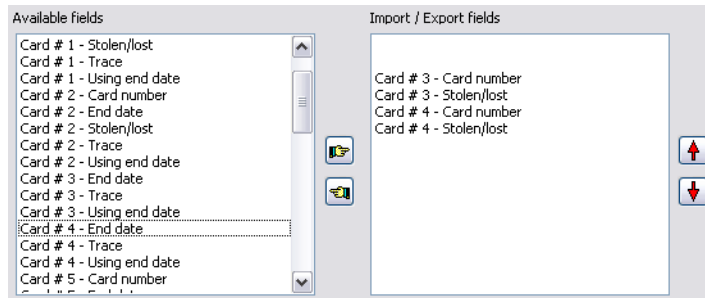 Available fields
Import / Export fields
Card # 1 - Stolen/lost
Card # 1 - Trace
Card # 1 - Using end date
Card # 2 - Card number
Card # 2 - End date
Card # 2 - Stolen/lost
Card # 2 - Trace
Card # 2 - Using end date
Card # 3 - End date
Card # 3 - Trace
Card # 3 - Using end date
Card # 4 - End date
Card # 4 - Trace
Card # 4 - Using end date
Card # 5 - Card number
Card # 3 - Card number
Card # 3 - Stolen/lost
Card # 4 - Card number
Card # 4 - Stolen/lost